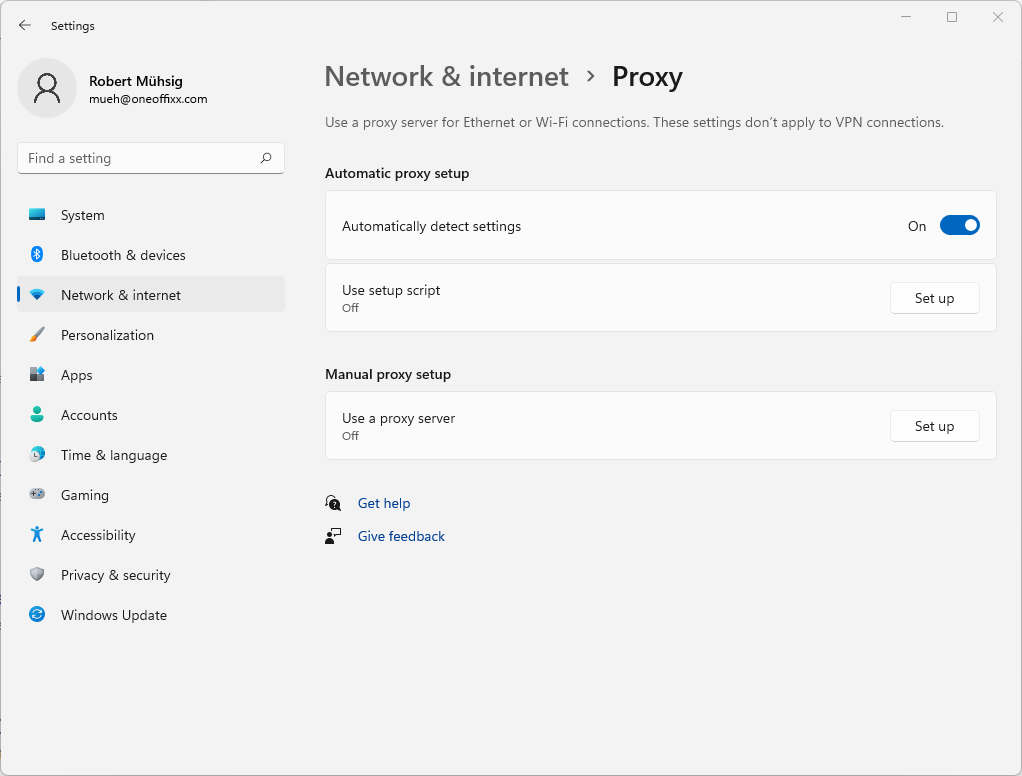 Settings
Robert Mühsig
mueh@oneoffixx.com
Find a setting
System
Bluetooth & devices
Network & internet
Personalization
Apps
Accounts
Time & language
Gaming
Accessibility
Privacy & security
Windows Update
Network & internet › Proxy
Use a proxy server for Ethernet or Wi-Fi connections. These settings don’t apply to VPN connections.
Automatic proxy setup
Automatically detect settings On
Use setup script
Off
Set up
Manual proxy setup
Use a proxy server
Off
Set up
Get help
Give feedback